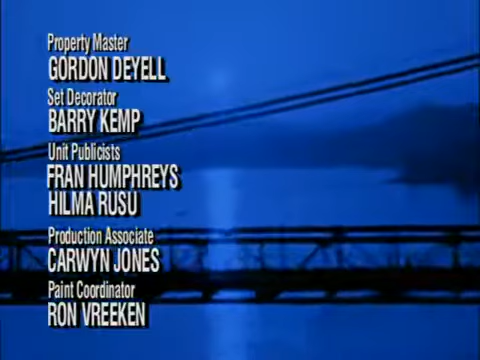 Property Master
GORDON DEYELL
Set Decorator
BARRY KEMP
Unit Publicists
FRAN HUMPHREYS
HILMA RUSU
Production Associate
CARWYN JONES
Paint Coordinator
RON VREEKEN